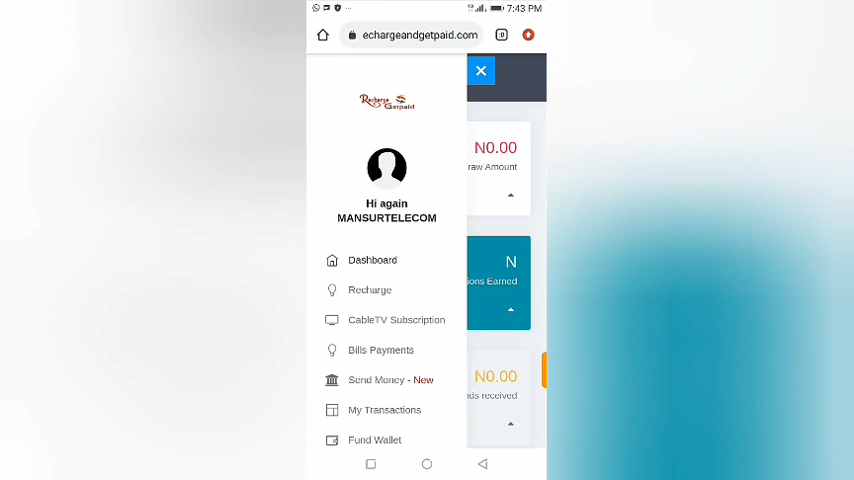 7:43 PM
echargeandgetpaid.com
:D
Recharge
Getpaid
N0.00
raw Amount
Hi again
MANSURTELECOM
Dashboard
N
ions Earned
Recharge
CableTV Subscription
Bills Payments
N0.00
Send Money - New
nds received
My Transactions
Fund Wallet